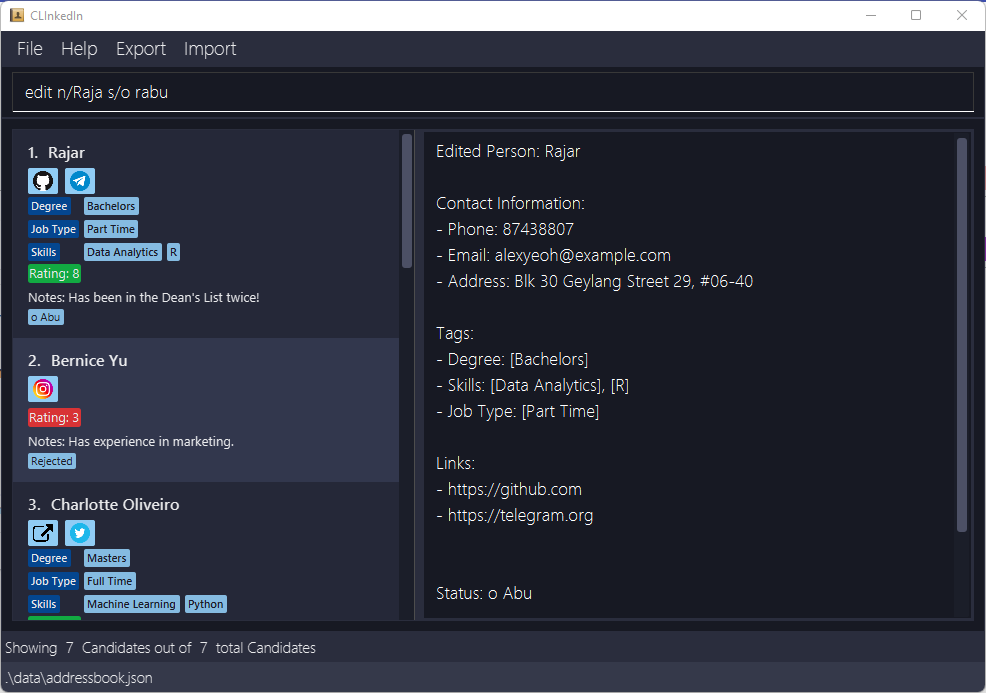 CLInkedIn
File Help Export Import
edit n/Raja s/o rabu
1. Rajar
Degree Bachelors
Job Type Part Time
Skills Data Analytics R
Rating: 8
Notes: Has been in the Dean's List twice!
o Abu
2. Bernice Yu
Rating: 3
Notes: Has experience in marketing.
Rejected
3. Charlotte Oliveiro
Degree Masters
Job Type Full Time
Skills Machine Learning Python
Edited Person: Rajar
Contact Information:
- Phone: 87438807
- Email: alexyeoh@example.com
- Address: Blk 30 Geylang Street 29, #06-40
Tags:
- Degree: [Bachelors]
- Skills: [Data Analytics], [R]
- Job Type: [Part Time]
Links:
- https://github.com
- https://telegram.org
Status: o Abu
Showing 7 Candidates out of 7 total Candidates
.\data\addressbook.json